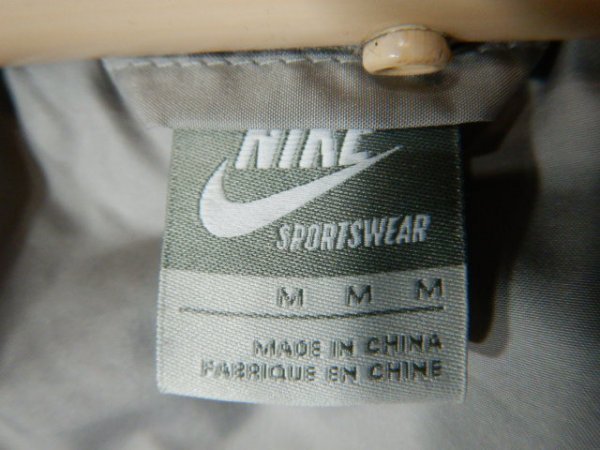 NIKE
SPORTSWEAR
M M M
MADE IN CHINA
FABRIQUE EN CHINE